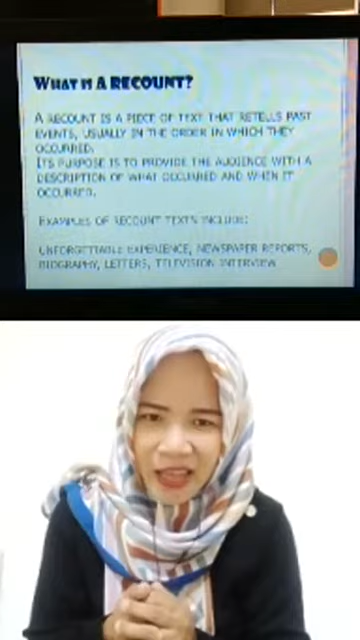 WHAT IS A RECOUNT?
A RECOUNT IS A PIECE OF TEXT THAT RETELLS PAST
EVENTS, USUALLY IN THE ORDER IN WHICH THEY
OCCURRED.
ITS PURPOSE IS TO PROVIDE THE AUDIENCE WITH A
DESCRIPTION OF WHAT OCCURRED AND WHEN IT
OCCURRED.
EXAMPLES OF RECOUNT TEXTS INCLUDE:
UNFORGETTABLE EXPERIENCE, NEWSPAPER REPORTS,
BIOGRAPHY, LETTERS, TELEVISION INTERVIEW